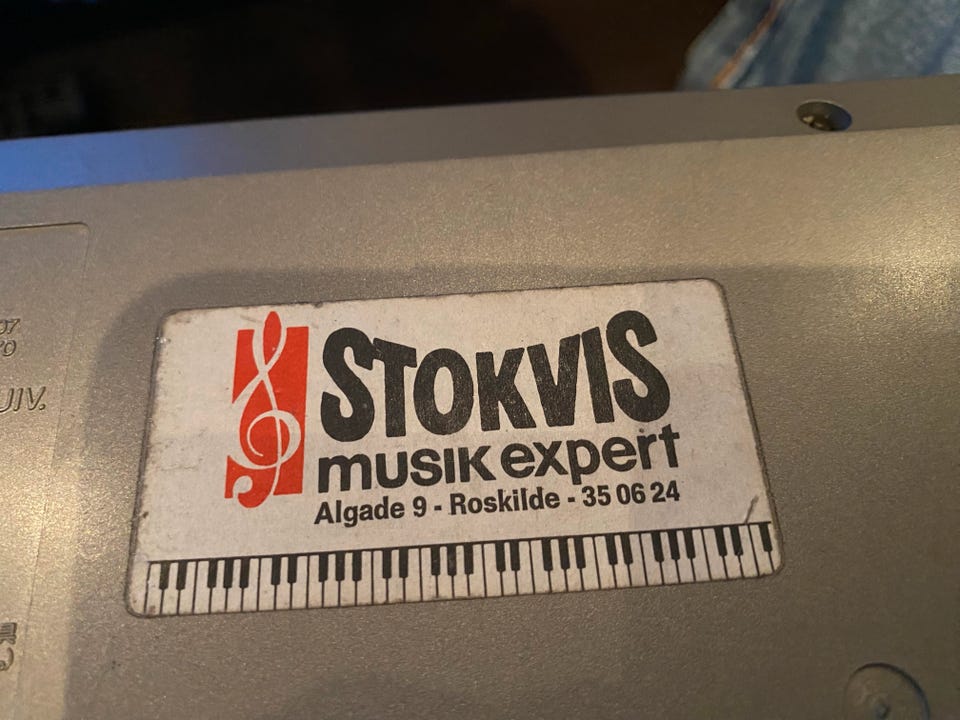 STOKVIS
musik expert
Algade 9 - Roskilde - 35 06 24